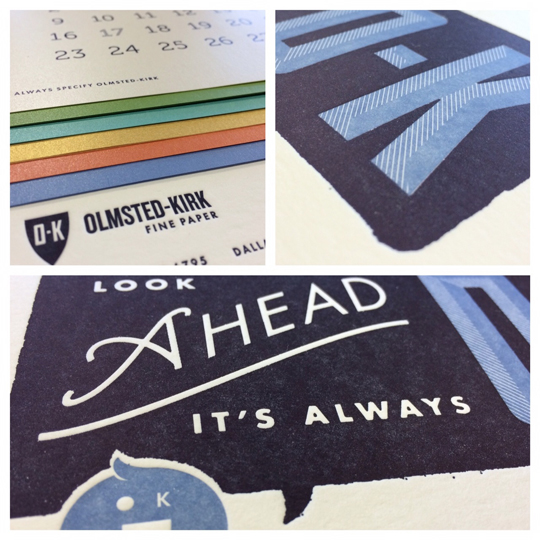 9 10 11 12
16 17 18 19 20
23 24 25 26
ALWAYS SPECIFY OLMSTED-KIRK
D-K
OLMSTED-KIRK
FINE PAPER
DALL
-K
LOOK
AHEAD
IT'S ALWAYS
K